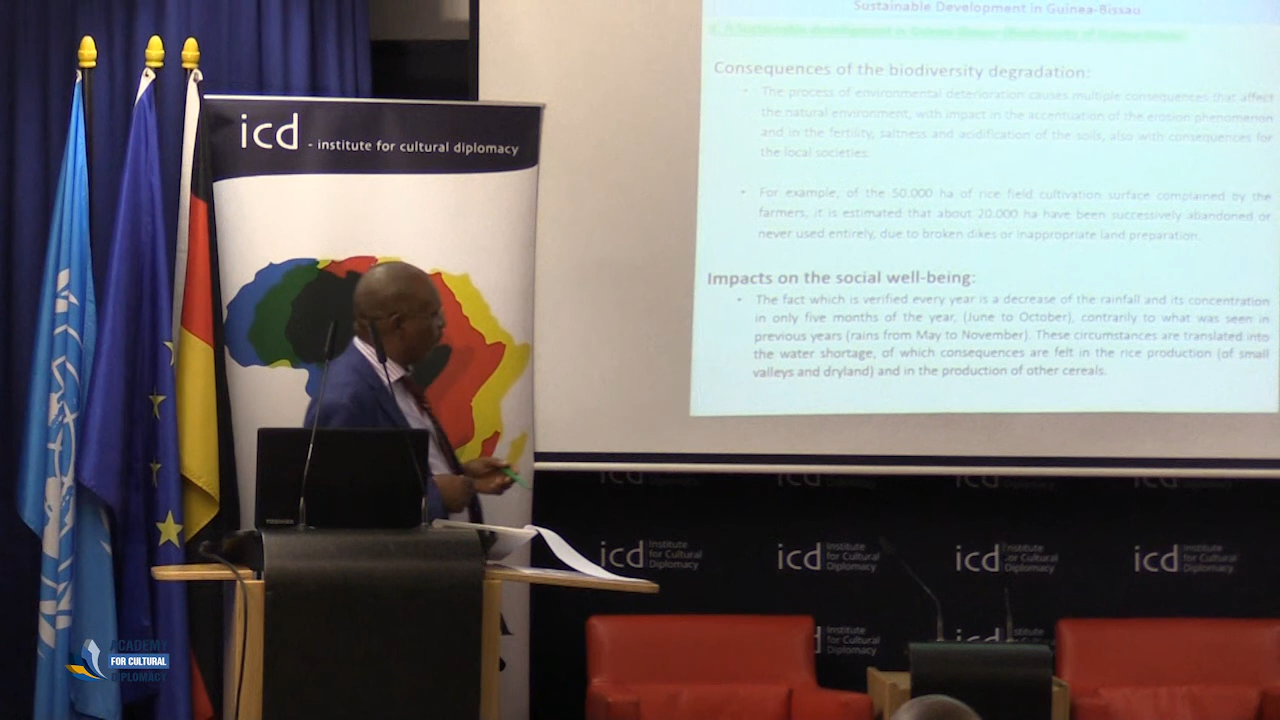 Sustainable Development in Guinea-Bissau
Consequences of the biodiversity degradation:
• The process of environmental deterioration causes multiple consequences that affect
the natural environment, with impact in the accentuation of the erosion phenomenon
and in the fertility, saltness and acidification of the soils, also with consequences for
the local societies.
• For example, of the 50.000 ha of rice field cultivation surface complained by the
farmers, it is estimated that about 20.000 ha have been successively abandoned or
never used entirely, due to broken dikes or inappropriate land preparation.
Impacts on the social well-being:
• The fact which is verified every year is a decrease of the rainfall and its concentration
in only five months of the year, (June to October), contrarily to what was seen in
previous years (rains from May to November). These circumstances are translated into
the water shortage, of which consequences are felt in the rice production (of small
valleys and dryland) and in the production of other cereals.
icd - institute for cultural diplomacy
TOSHIBA
icd Institute
for Cultural
Diplomacy
icd Institute
for Cultural
Diplomacy
icd Institute
for Cultural
Diplomacy
icd Institute
for Cultural
Diplomacy
Institute
for Cultural
Diplomacy
Institute
for Cultural
Diplomacy
ACADEMY
FOR CULTURAL
DIPLOMACY